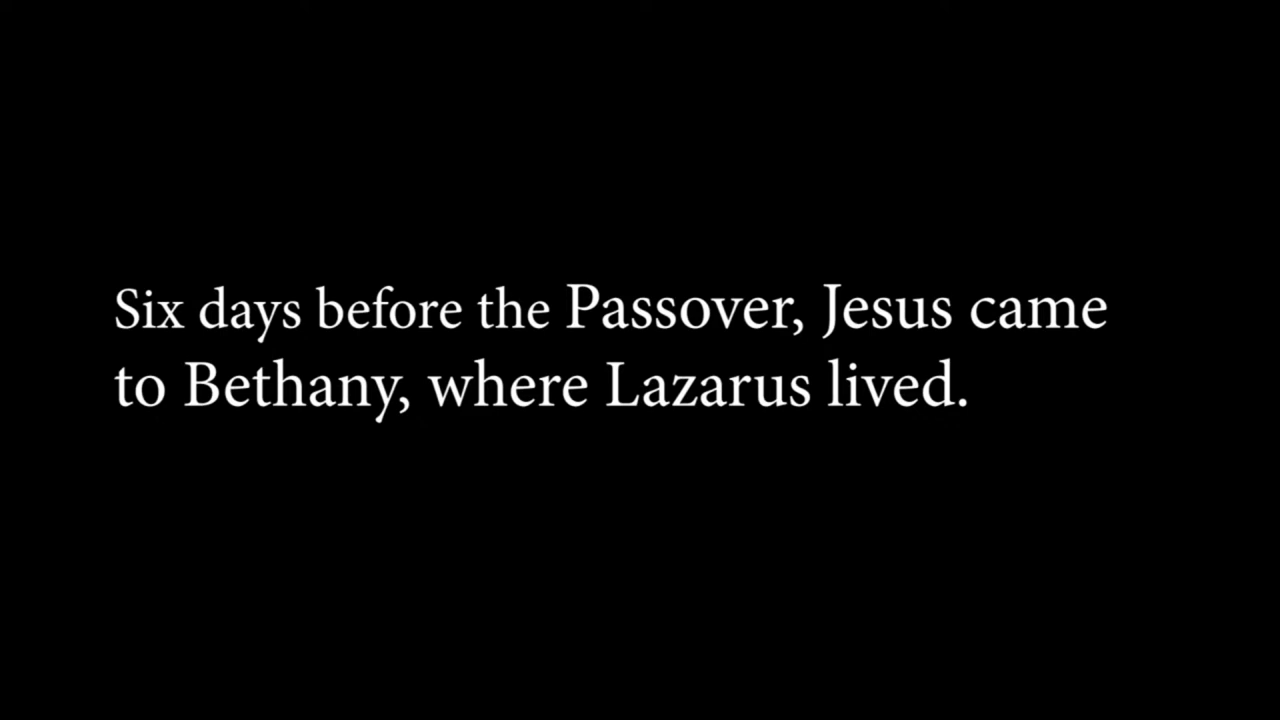 Six days before the Passover, Jesus came
to Bethany, where Lazarus lived.